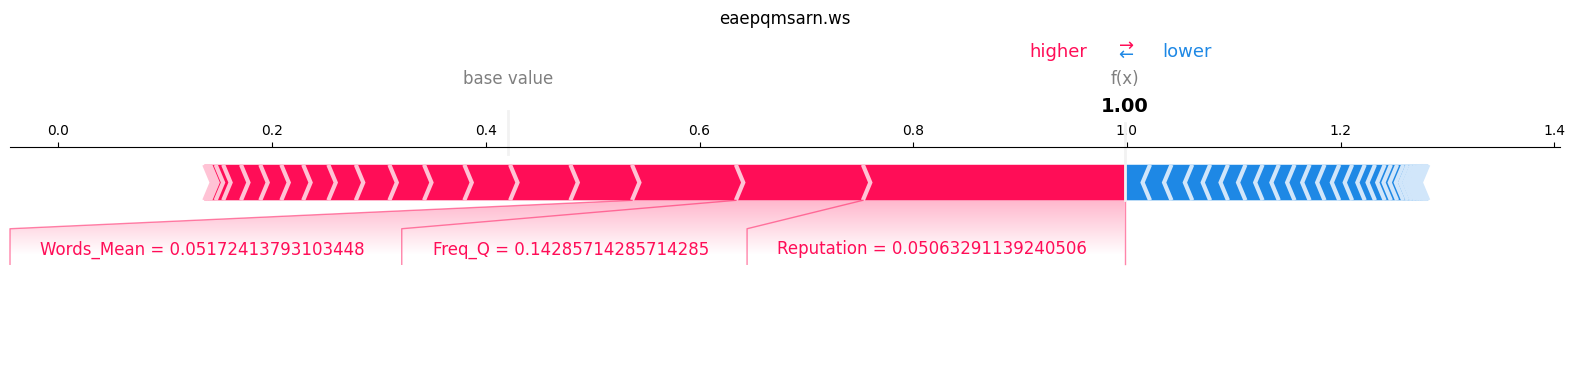 eaepqmsarn.ws
higher → ← lower
base value f(x)
1.00
0.0 0.2 0.4 0.6 0.8 1.0 1.2 1.4
Words_Mean = 0.05172413793103448 Freq_Q = 0.14285714285714285 Reputation = 0.05063291139240506